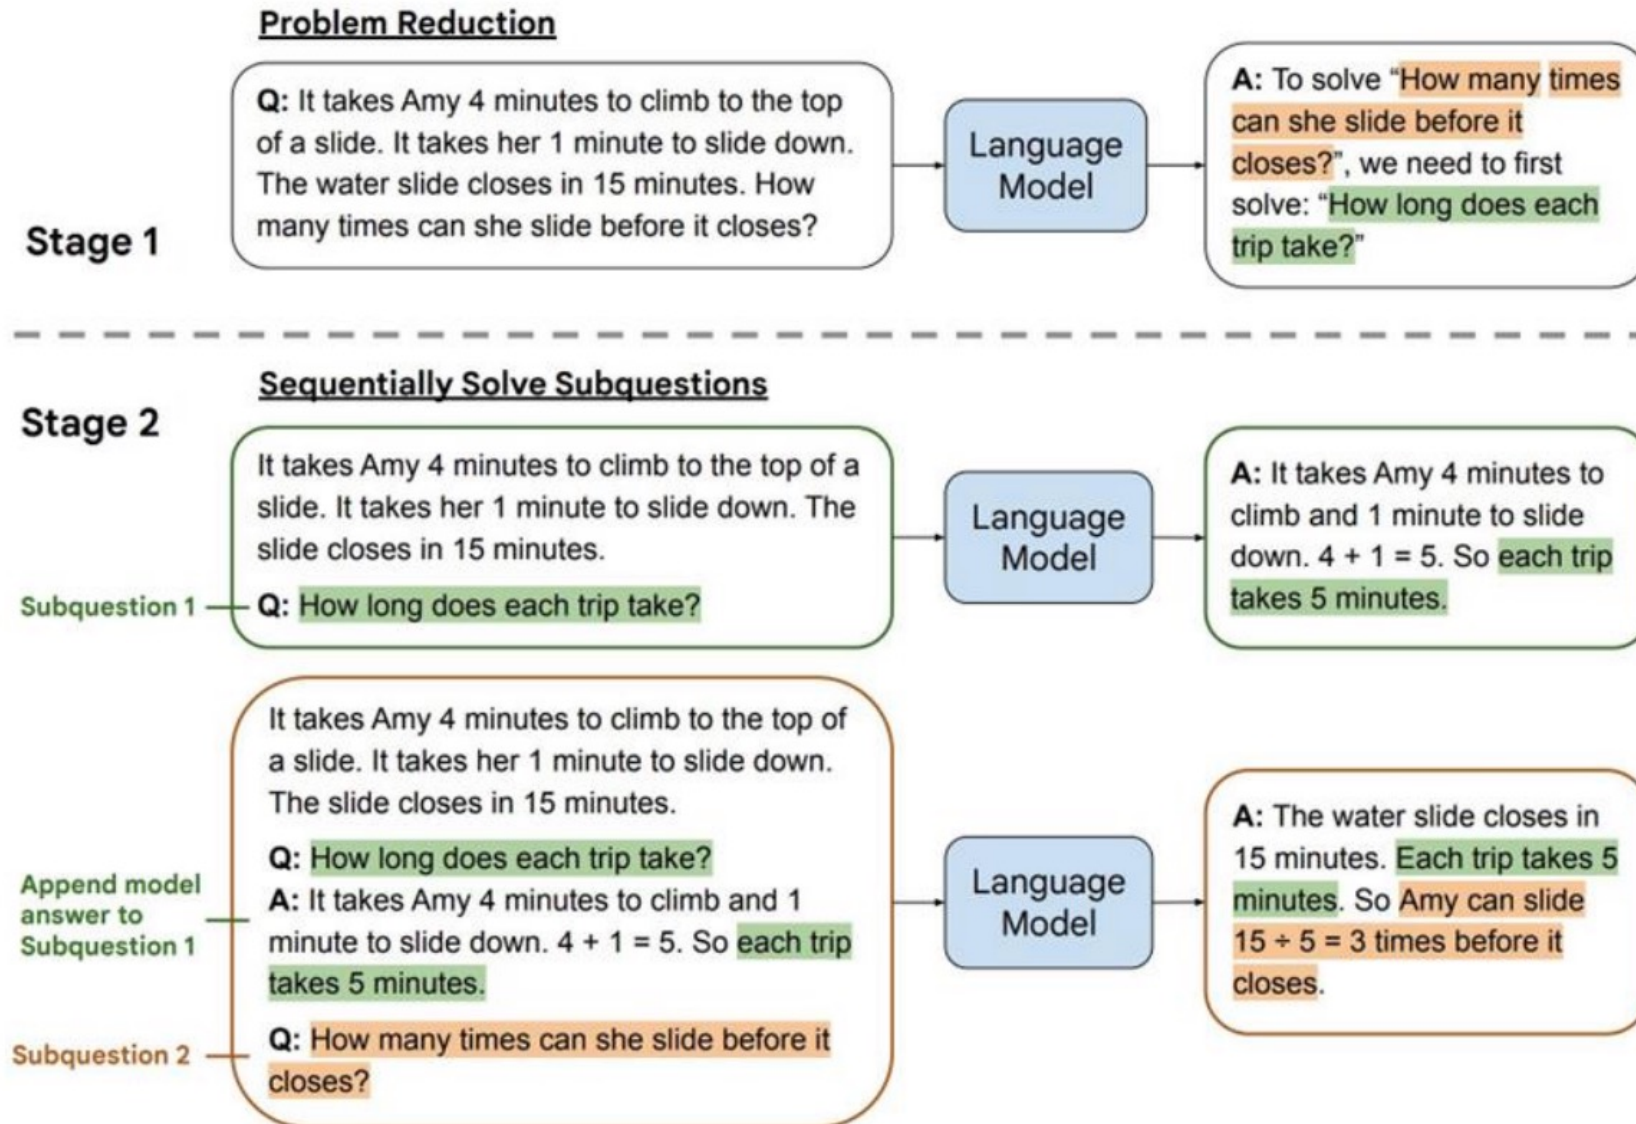 Problem Reduction
Q: It takes Amy 4 minutes to climb to the top
of a slide. It takes her 1 minute to slide down.
The water slide closes in 15 minutes. How
many times can she slide before it closes?
Language
Model
A: To solve “How many times
can she slide before it
closes?”, we need to first
solve: “How long does each
trip take?”
Stage 1
Sequentially Solve Subquestions
Stage 2
It takes Amy 4 minutes to climb to the top of a
slide. It takes her 1 minute to slide down. The
slide closes in 15 minutes.
Subquestion 1
Q: How long does each trip take?
Language
Model
A: It takes Amy 4 minutes to
climb and 1 minute to slide
down. 4 + 1 = 5. So each trip
takes 5 minutes.
It takes Amy 4 minutes to climb to the top of
a slide. It takes her 1 minute to slide down.
The slide closes in 15 minutes.
Q: How long does each trip take?
Append model
answer to
Subquestion 1
A: It takes Amy 4 minutes to climb and 1
minute to slide down. 4 + 1 = 5. So each trip
takes 5 minutes.
Subquestion 2
Q: How many times can she slide before it
closes?
Language
Model
A: The water slide closes in
15 minutes. Each trip takes 5
minutes. So Amy can slide
15 ÷ 5 = 3 times before it
closes.